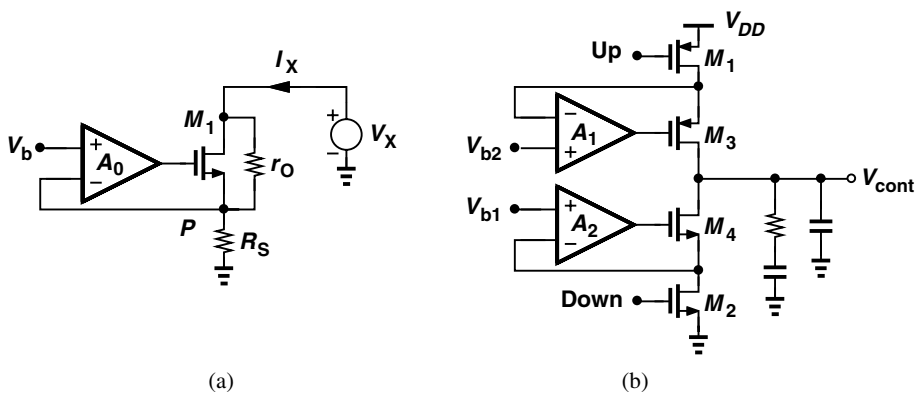 I_X
M_1
V_b
+
A_0
−
r_O
+
−
V_X
P
R_S
(a)
V_DD
Up
M_1
−
A_1
+
V_b2
M_3
V_cont
V_b1
+
A_2
−
M_4
Down
M_2
(b)